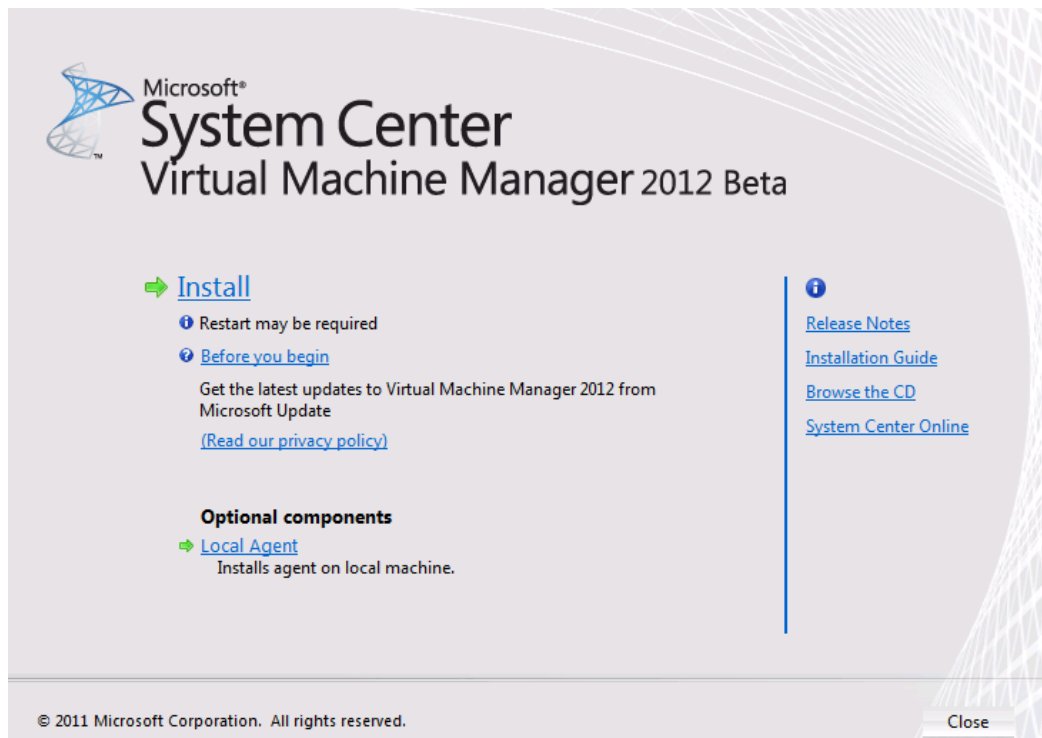 Microsoft®
System Center
Virtual Machine Manager 2012 Beta
TM
Install
Restart may be required
Before you begin
Get the latest updates to Virtual Machine Manager 2012 from
Microsoft Update
(Read our privacy policy)
Optional components
Local Agent
Installs agent on local machine.
Release Notes
Installation Guide
Browse the CD
System Center Online
© 2011 Microsoft Corporation. All rights reserved.
Close